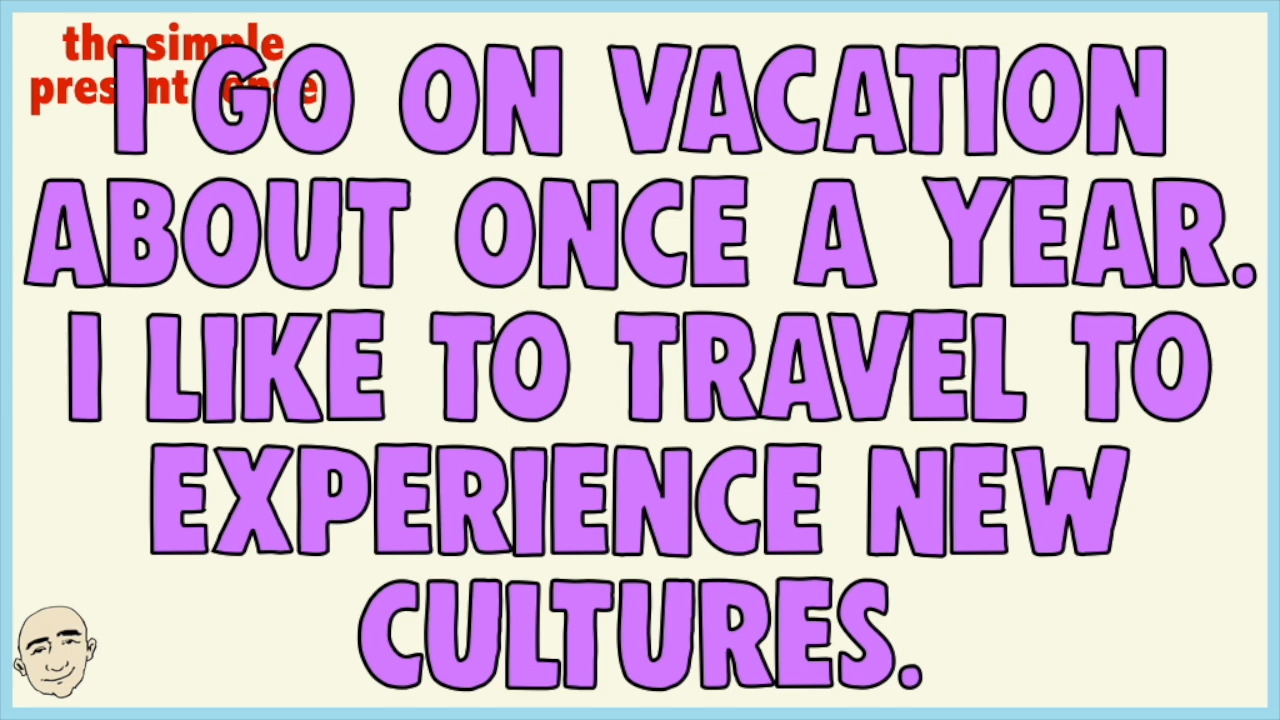 the simple
present tense
I GO ON VACATION
ABOUT ONCE A YEAR.
I LIKE TO TRAVEL TO
EXPERIENCE NEW
CULTURES.